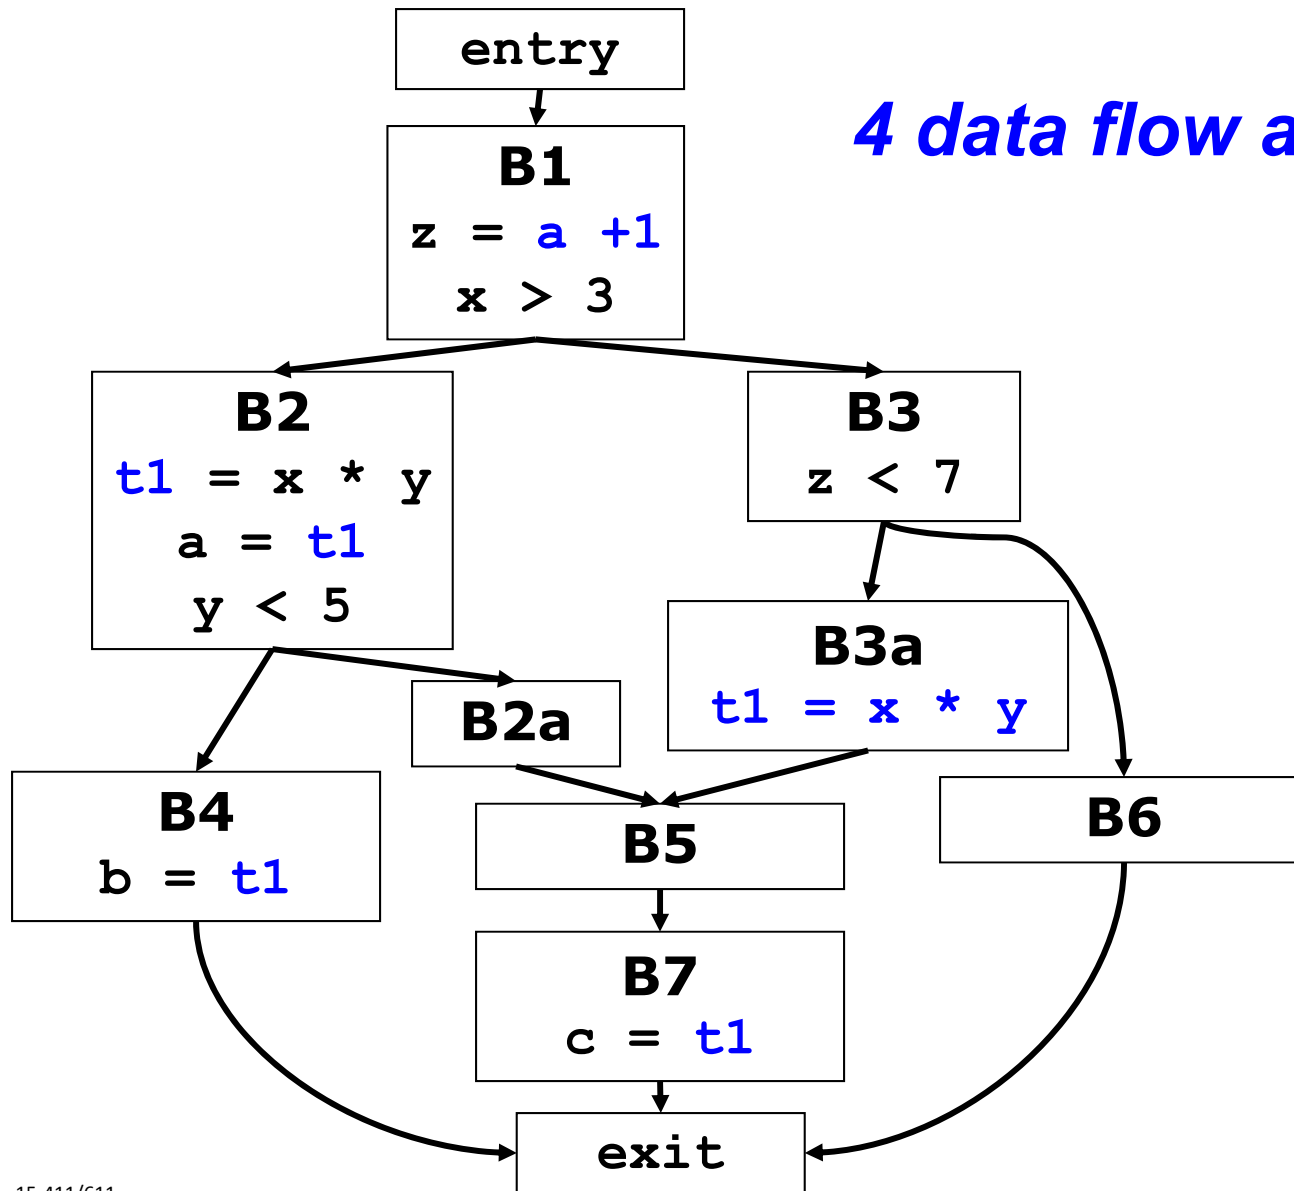 entry
4 data flow a
B1
z = a +1
x > 3
B2
t1 = x * y
a = t1
y < 5
B3
z < 7
B3a
t1 = x * y
B2a
B4
b = t1
B5
B6
B7
c = t1
exit